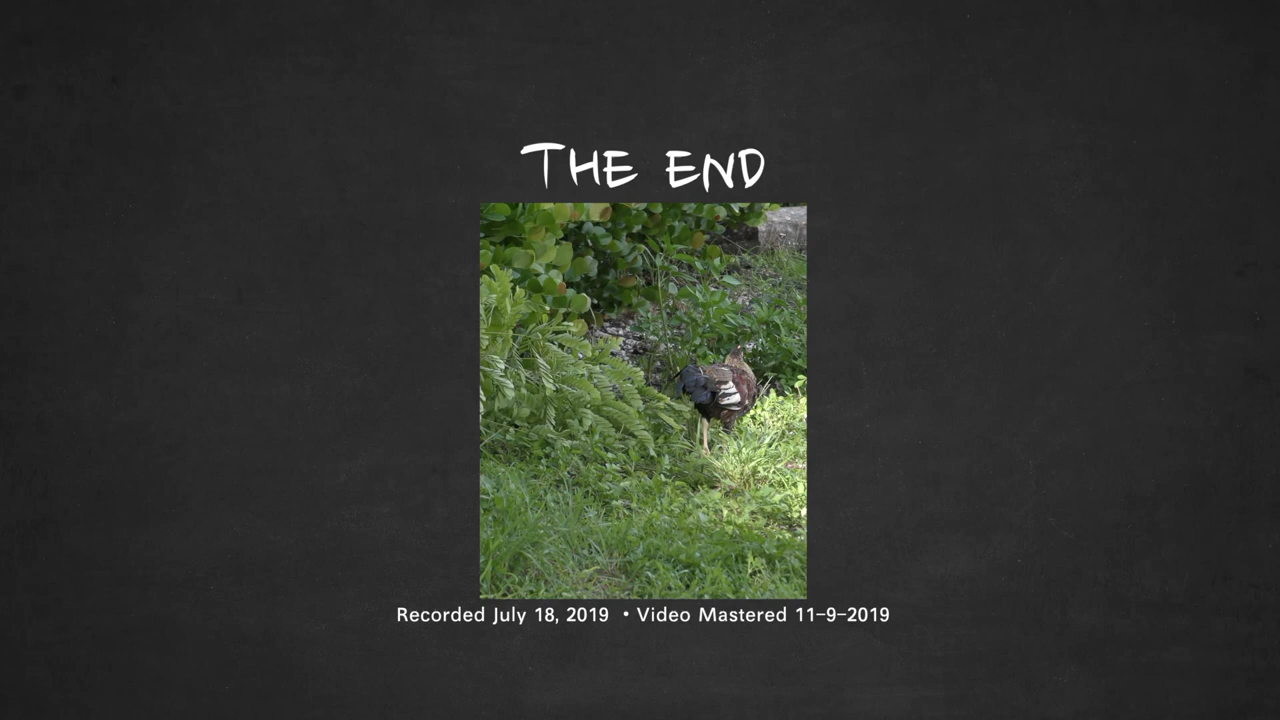 THE END
Recorded July 18, 2019 • Video Mastered 11-9-2019